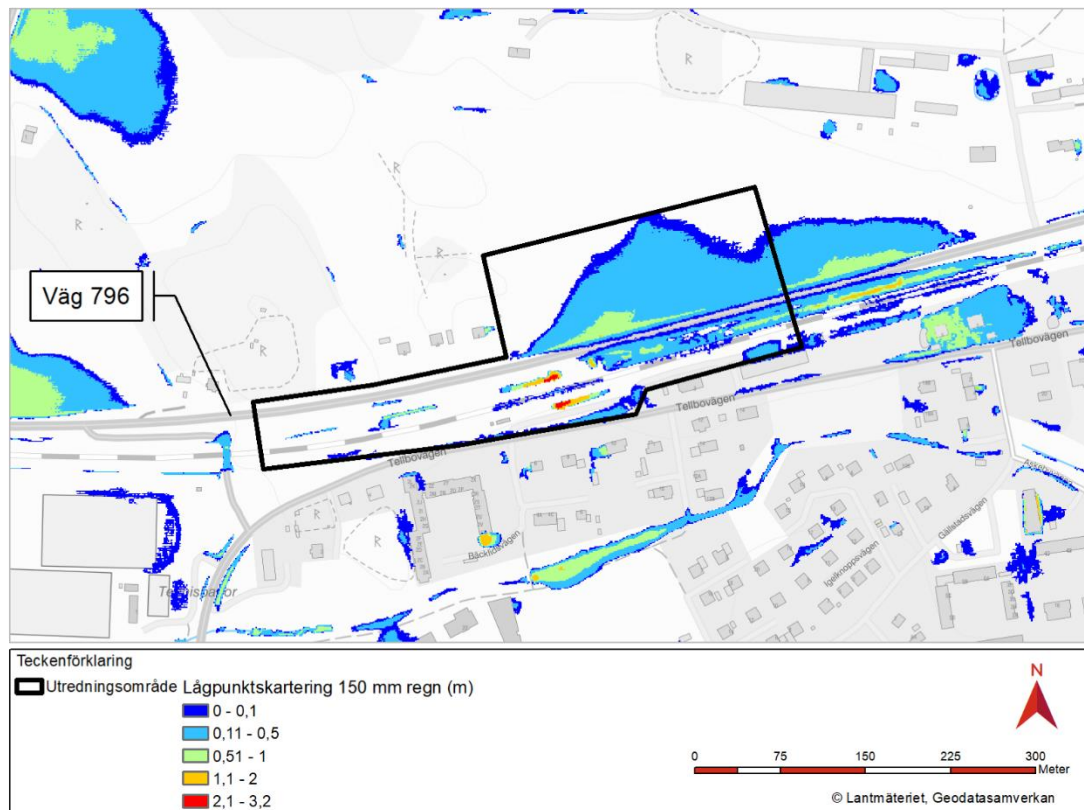 R
R
R
R
Väg 796
Tellbovägen
Tellbovägen
Tellbovägen
Bäcklidsvägen
Igelknoppsvägen
Gällstadsvägen
R
R
Teckenförklaring
Utredningsområde Lågpunktskartering 150 mm regn (m)
0 - 0,1
0,11 - 0,5
0,51 - 1
1,1 - 2
2,1 - 3,2
N
0 75 150 225 300
Meter
© Lantmäteriet, Geodatasamverkan